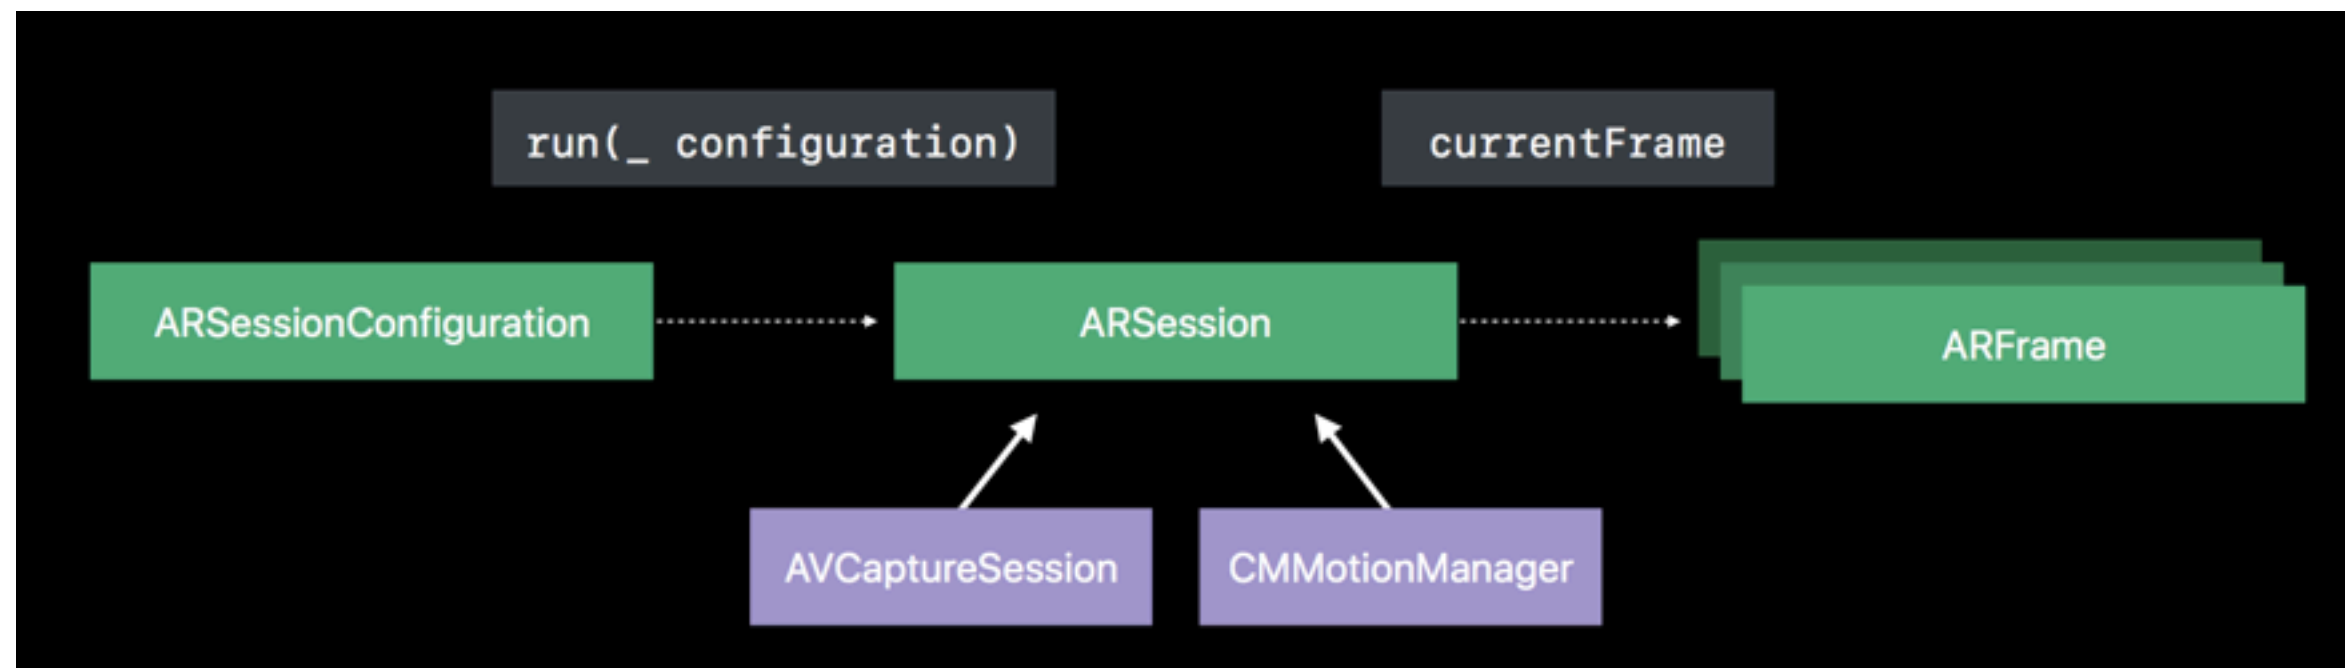 run(_ configuration)
currentFrame
ARSessionConfiguration
ARSession
ARFrame
AVCaptureSession
CMMotionManager